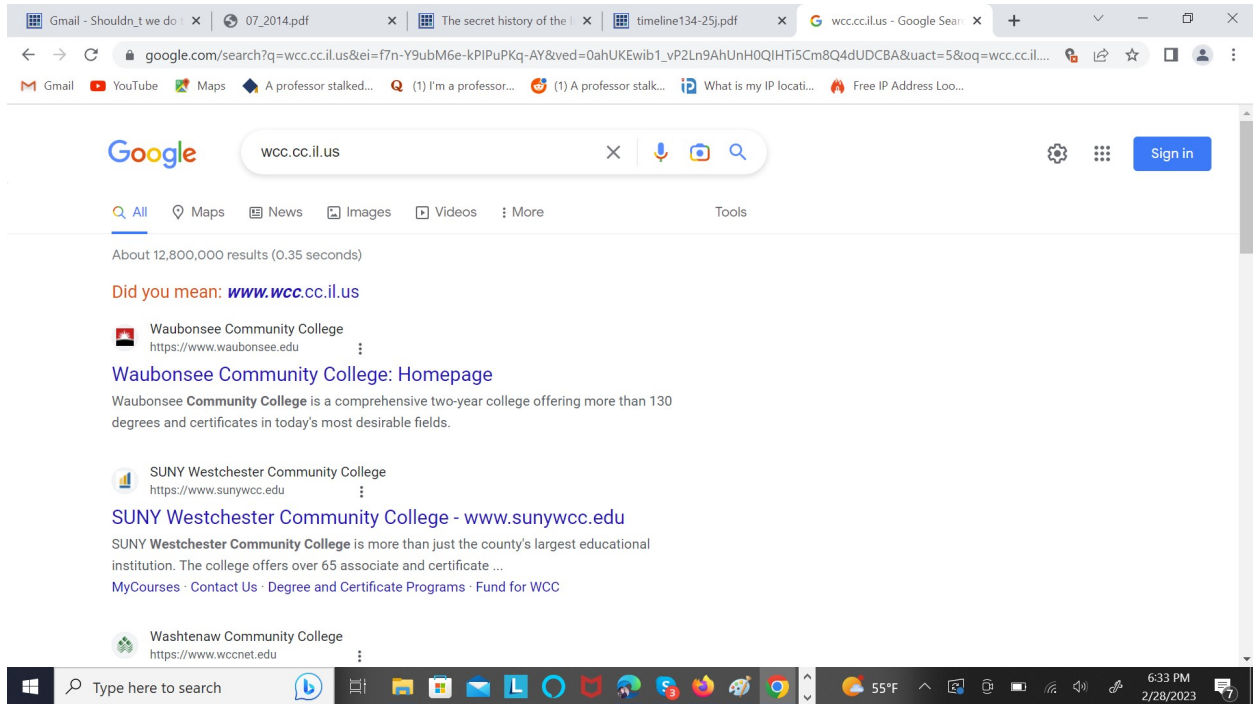 Gmail - Shouldn_t we do
07_2014.pdf
The secret history of the
timeline134-25j.pdf
wcc.cc.il.us - Google Sear
google.com/search?q=wcc.cc.il.us&ei=f7n-Y9ubM6e-kPIPuPKq-AY&ved=0ahUKEwib1_vP2Ln9AhUnH0QIHTi5Cm8Q4dUDCBA&uact=5&oq=wcc.cc.il....
Gmail YouTube Maps A professor stalked... (1) I'm a professor... (1) A professor stalk... What is my IP locati... Free IP Address Loo...
Google
wcc.cc.il.us
Sign in
All Maps News Images Videos More Tools
About 12,800,000 results (0.35 seconds)
Did you mean: www.wcc.cc.il.us
Waubonsee Community College
https://www.waubonsee.edu
Waubonsee Community College: Homepage
Waubonsee Community College is a comprehensive two-year college offering more than 130
degrees and certificates in today's most desirable fields.
SUNY Westchester Community College
https://www.sunywcc.edu
SUNY Westchester Community College - www.sunywcc.edu
SUNY Westchester Community College is more than just the county's largest educational
institution. The college offers over 65 associate and certificate ...
MyCourses · Contact Us · Degree and Certificate Programs · Fund for WCC
Washtenaw Community College
https://www.wccnet.edu
Type here to search
L
3
55°F
6:33 PM
2/28/2023
7